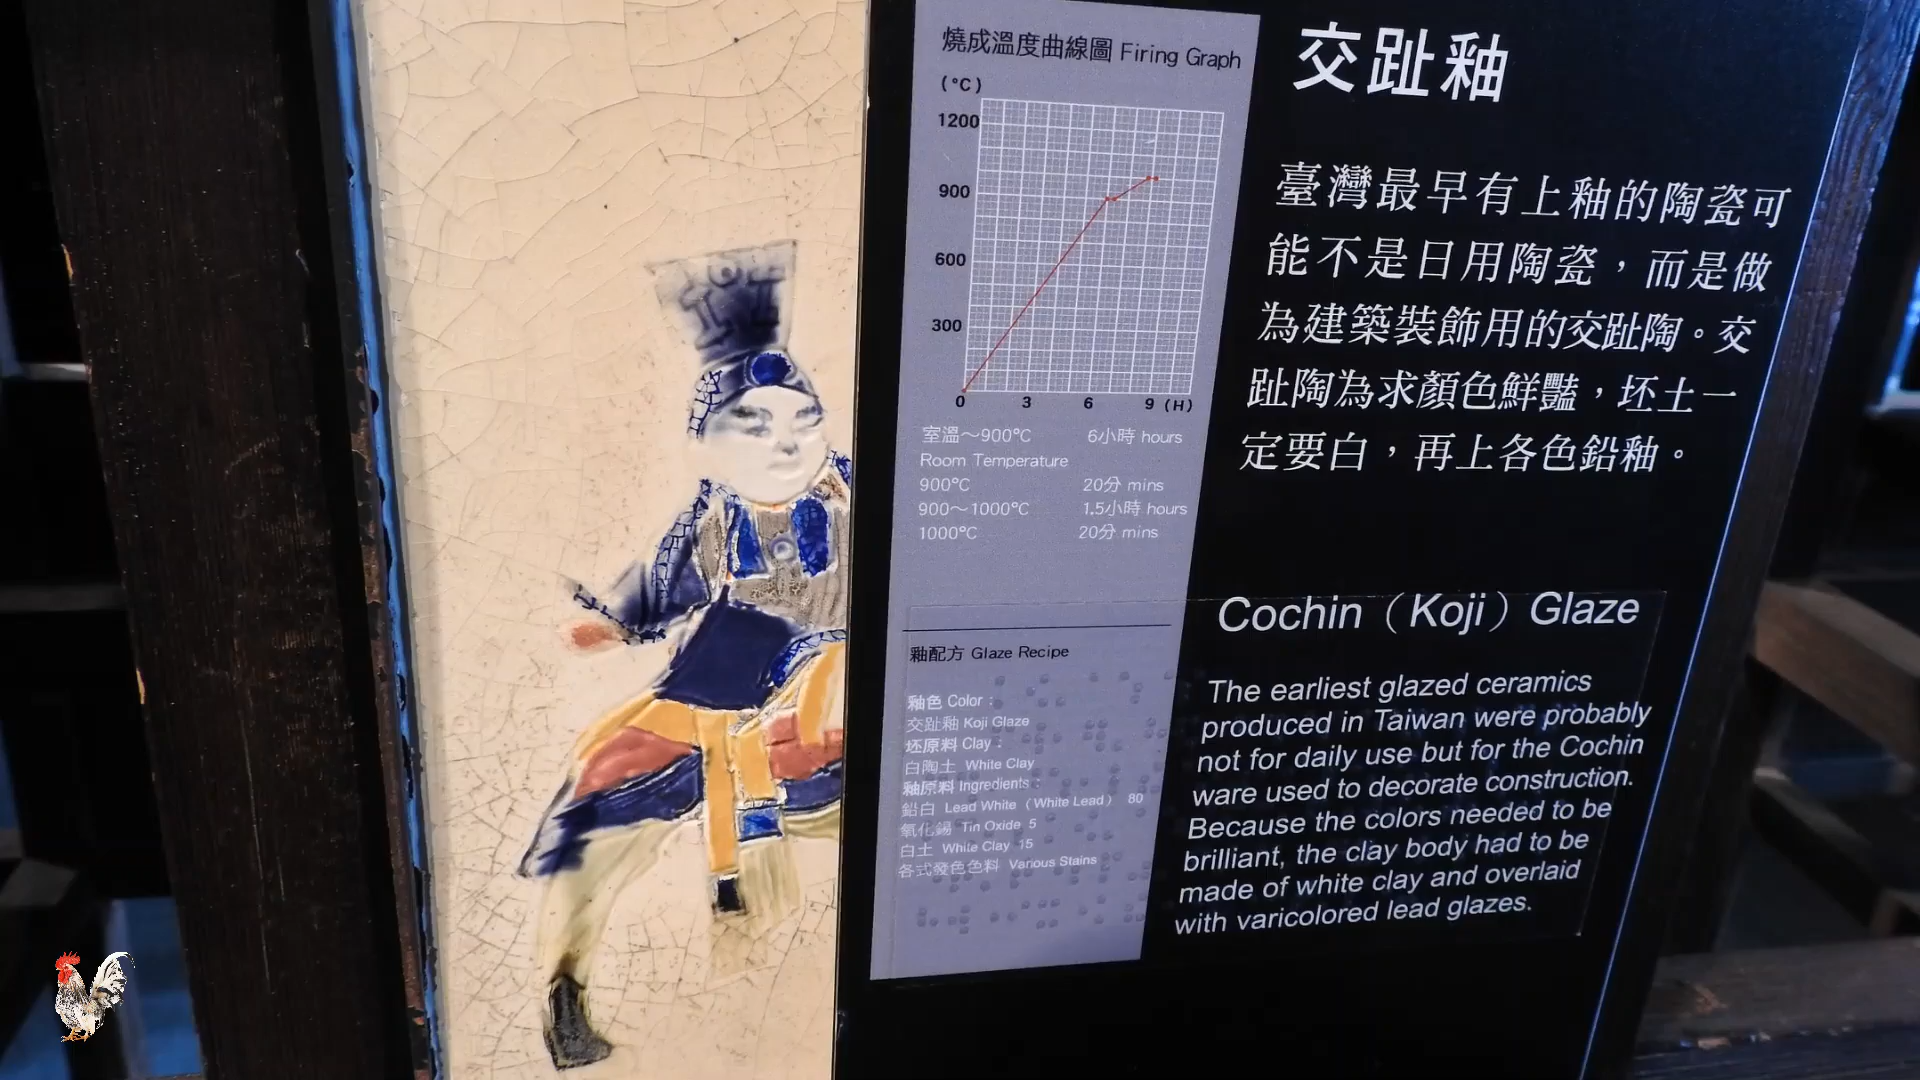 燒成溫度曲線圖 Firing Graph
(°C)
1200
900
600
300
0 3 6 9 (H)
室溫～900°C 6小時 hours
Room Temperature
900°C 20分 mins
900～1000°C 1.5小時 hours
1000°C 20分 mins
釉配方 Glaze Recipe
釉色 Color：
交趾釉 Koji Glaze
坯原料 Clay：
白陶土 White Clay
釉原料 Ingredients：
鉛白 Lead White（White Lead） 80
氧化錫 Tin Oxide 5
白土 White Clay 15
各式發色色料 Various Stains
交趾釉
臺灣最早有上釉的陶瓷可
能不是日用陶瓷，而是做
為建築裝飾用的交趾陶。交
趾陶為求顏色鮮豔，坯土一
定要白，再上各色鉛釉。
Cochin（Koji）Glaze
The earliest glazed ceramics
produced in Taiwan were probably
not for daily use but for the Cochin
ware used to decorate construction.
Because the colors needed to be
brilliant, the clay body had to be
made of white clay and overlaid
with varicolored lead glazes.